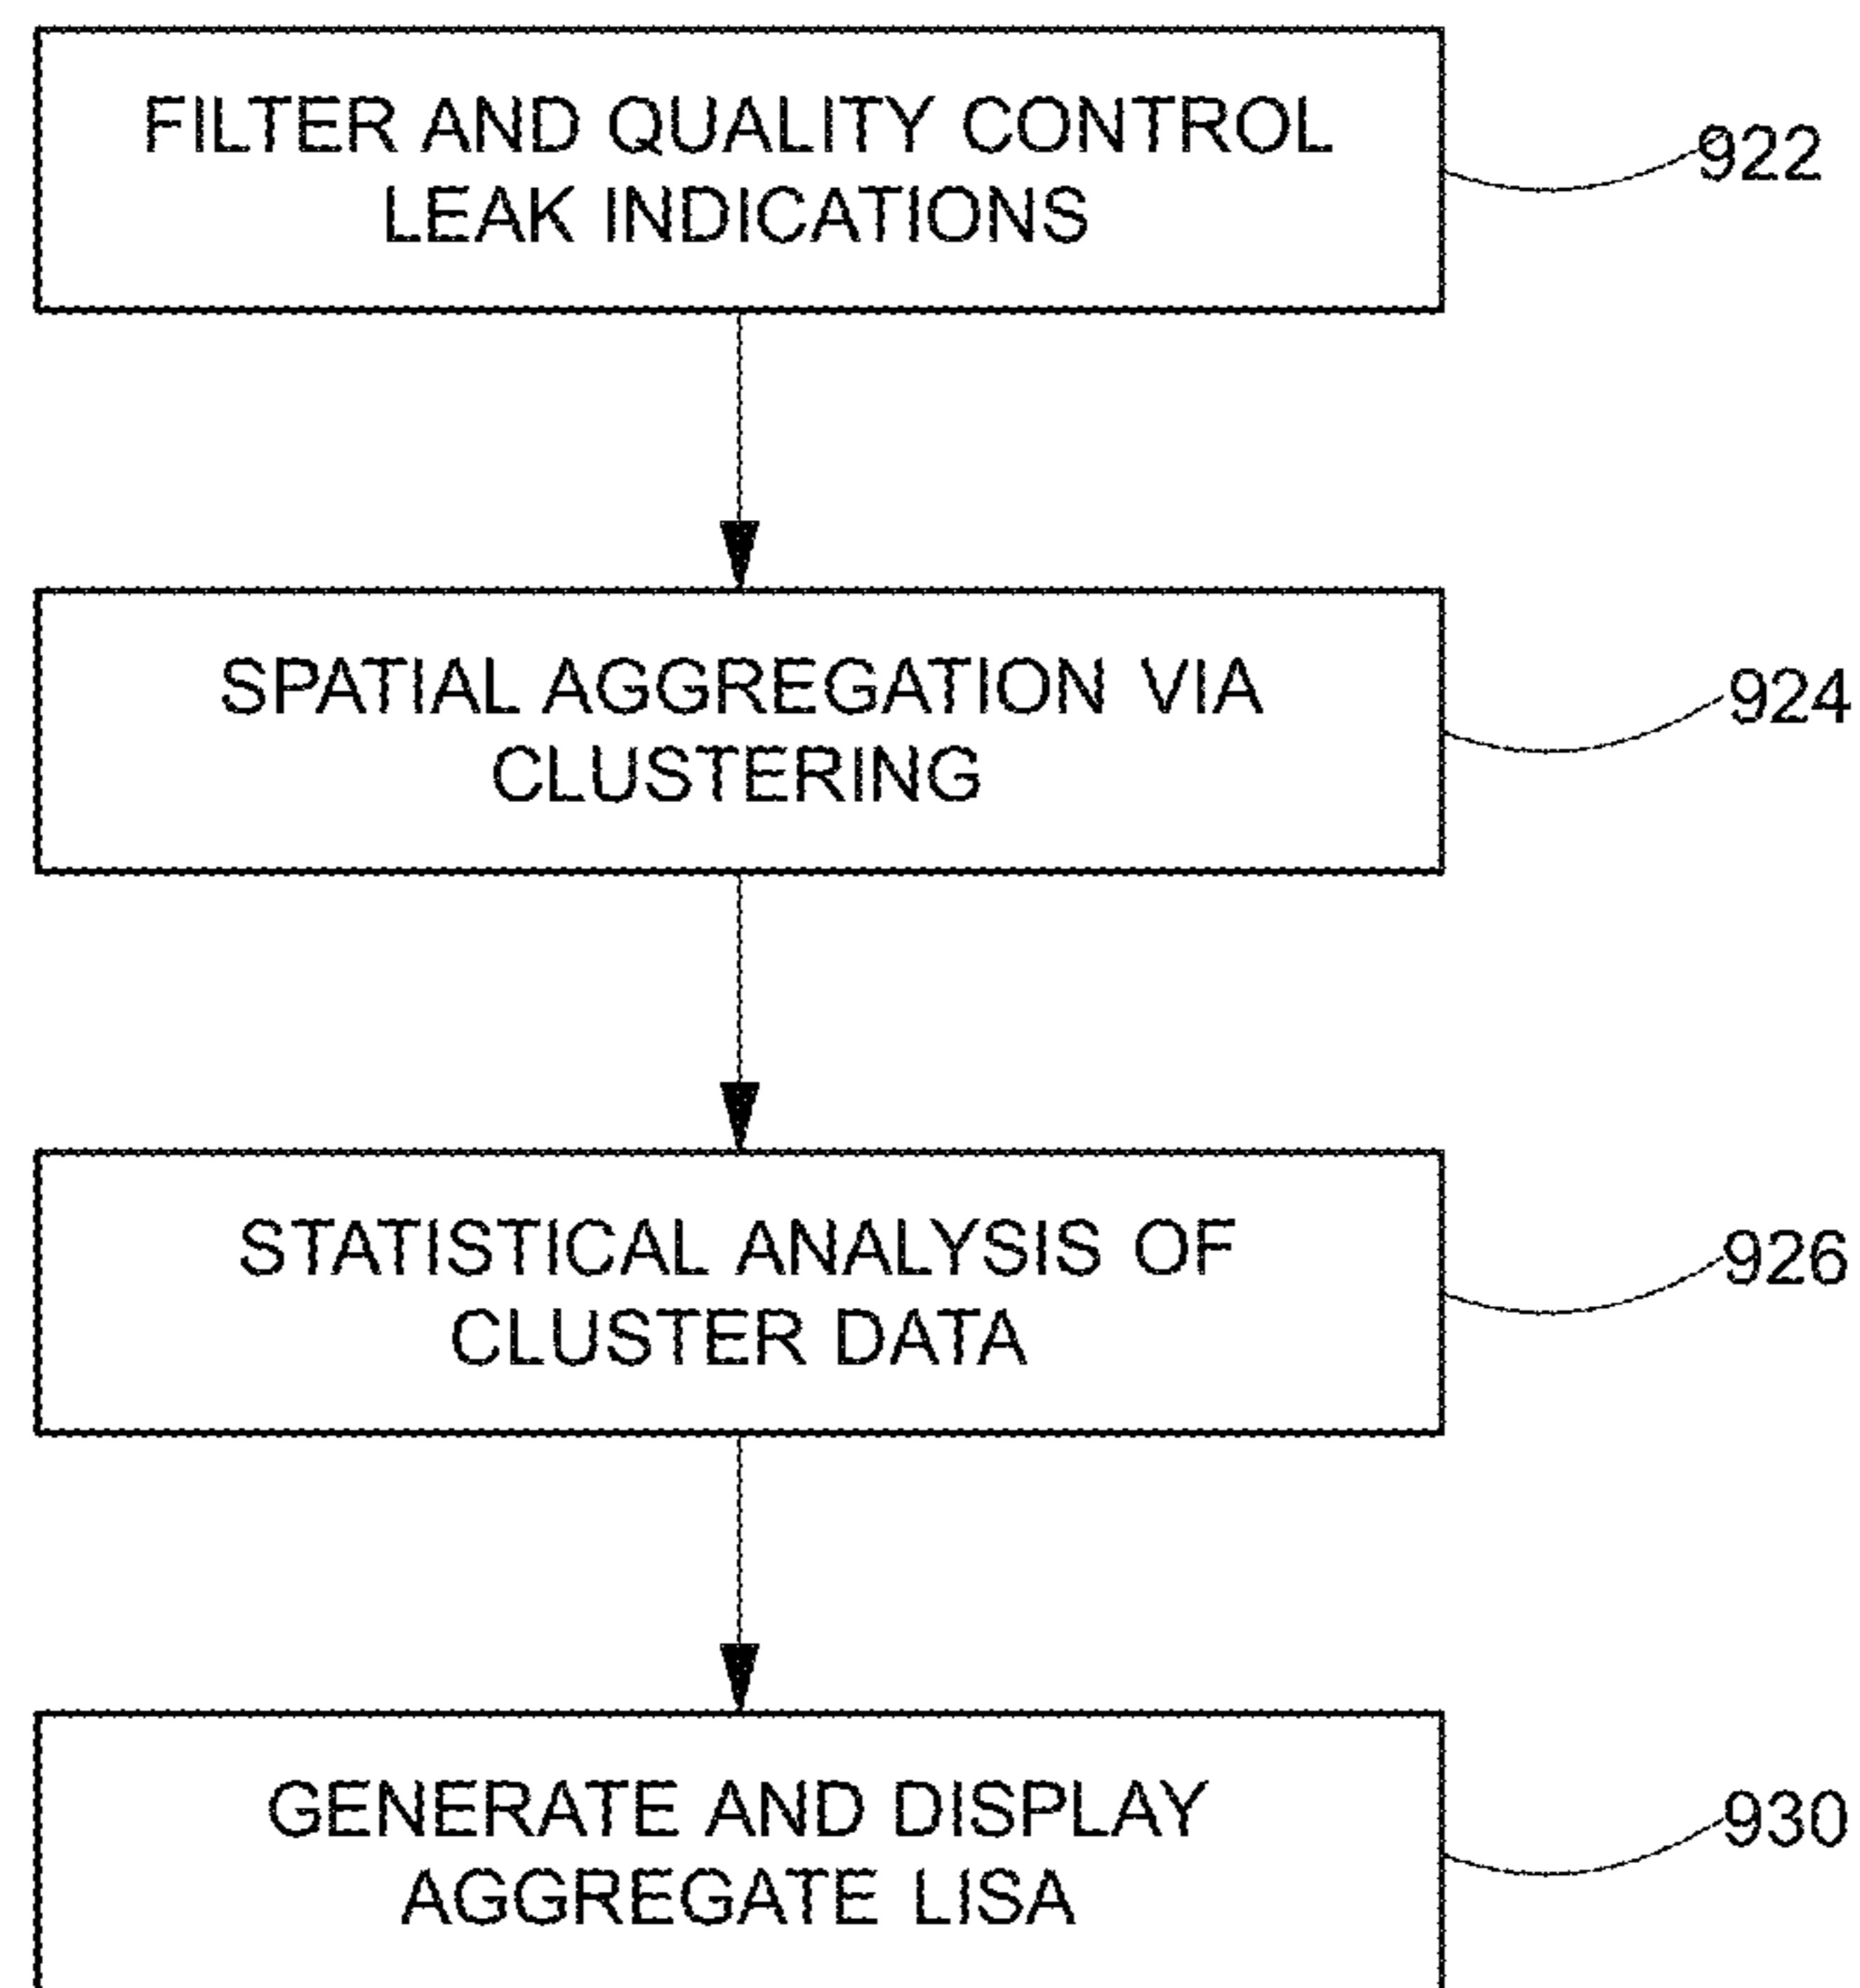 FILTER AND QUALITY CONTROL
LEAK INDICATIONS
922
SPATIAL AGGREGATION VIA
CLUSTERING
924
STATISTICAL ANALYSIS OF
CLUSTER DATA
926
GENERATE AND DISPLAY
AGGREGATE LISA
930